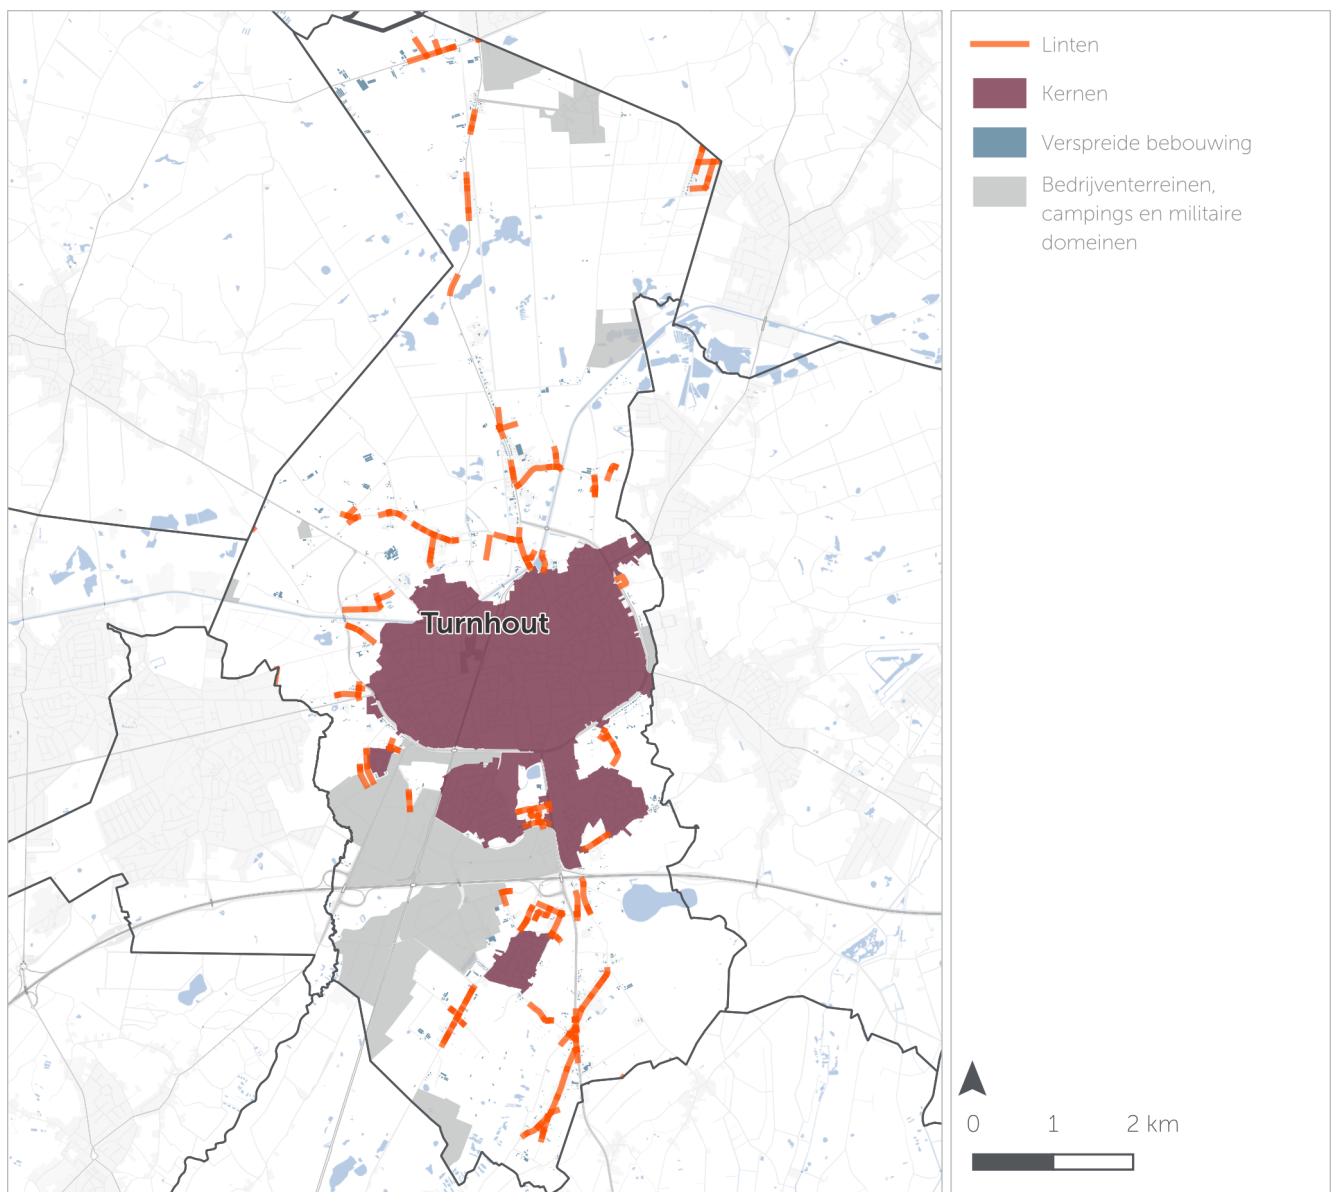 Turnhout
Linten
Kernen
Verspreide bebouwing
Bedrijventerreinen,
campings en militaire
domeinen
0 1 2 km